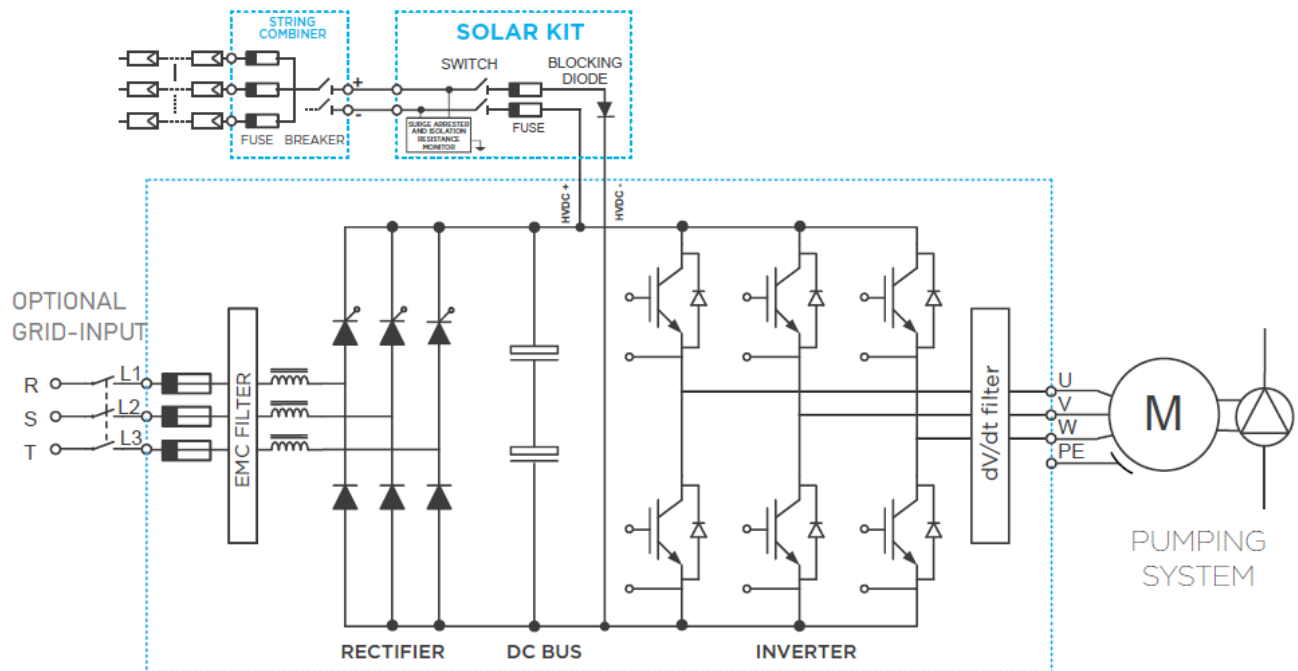 STRING
COMBINER
SOLAR KIT
SWITCH
BLOCKING
DIODE
+
-
SURGE ARRESTER
AND ISOLATION
RESISTANCE
MONITOR
FUSE
FUSE BREAKER
HVDC +
HVDC -
OPTIONAL
GRID-INPUT
R
L1
S
L2
T
L3
EMC FILTER
dV/dt filter
U
V
W
PE
M
PUMPING
SYSTEM
RECTIFIER
DC BUS
INVERTER